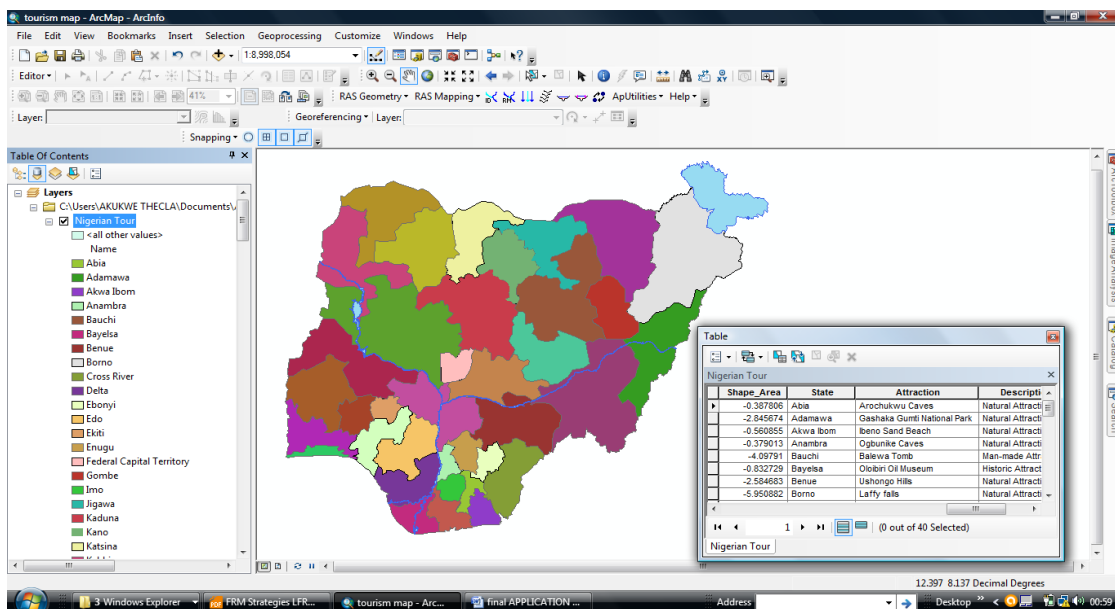 tourism map - ArcMap - ArcInfo
File Edit View Bookmarks Insert Selection Geoprocessing Customize Windows Help
1:8,998,054
Editor
41% RAS Geometry RAS Mapping ApUtilities Help
Layer: Georeferencing Layer:
Snapping
Table Of Contents
Layers
C:\Users\AKUKWE THECLA\Documents\
Nigerian Tour
<all other values>
Name
Abia
Adamawa
Akwa Ibom
Anambra
Bauchi
Bayelsa
Benue
Borno
Cross River
Delta
Ebonyi
Edo
Ekiti
Enugu
Federal Capital Territory
Gombe
Imo
Jigawa
Kaduna
Kano
Katsina
Table
Nigerian Tour
Shape_Area State Attraction Descripti
-0.387806 Abia Arochukwu Caves Natural Attracti
-2.845674 Adamawa Gashaka Gumti National Park Natural Attracti
-0.560855 Akwa Ibom Ibeno Sand Beach Natural Attracti
-0.379013 Anambra Ogbunike Caves Natural Attracti
-4.09791 Bauchi Balewa Tomb Man-made Attr
-0.832729 Bayelsa Oloibiri Oil Museum Historic Attract
-2.584683 Benue Ushongo Hills Natural Attracti
-5.950882 Borno Laffy falls Natural Attracti
1 (0 out of 40 Selected)
Nigerian Tour
12.397 8.137 Decimal Degrees
3 Windows Explorer FRM Strategies LFR... tourism map - Arc... final APPLICATION ... Address Desktop 00:59